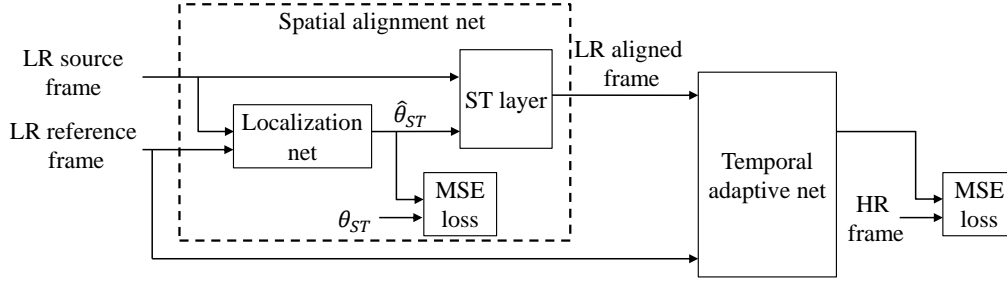 Spatial alignment net
LR source
frame
LR reference
frame
Localization
net
θ̂_ST
ST layer
θ_ST
MSE
loss
LR aligned
frame
Temporal
adaptive net
HR
frame
MSE
loss